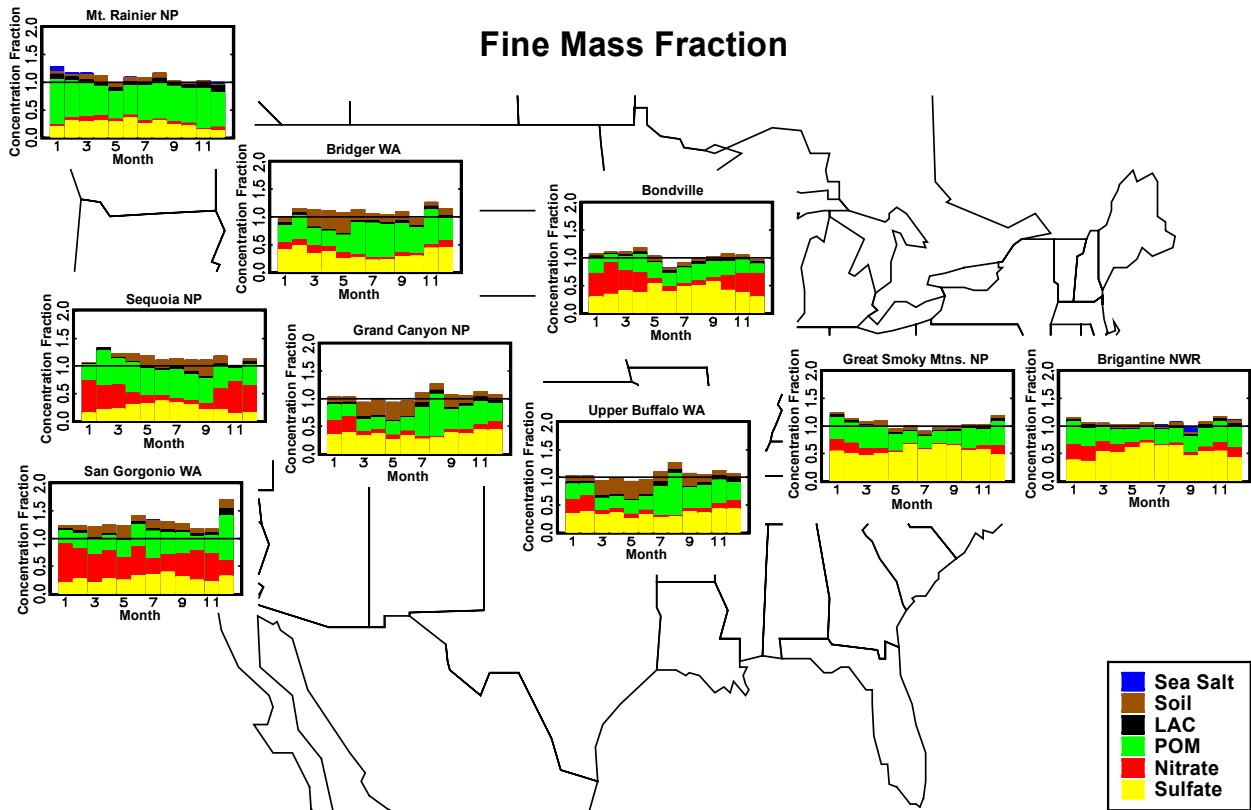 Fine Mass Fraction
Mt. Rainier NP
Concentration Fraction
0.0 0.5 1.0 1.5 2.0
1 3 5 7 9 11
Month
Bridger WA
Concentration Fraction
0.0 0.5 1.0 1.5 2.0
1 3 5 7 9 11
Month
Bondville
Concentration Fraction
0.0 0.5 1.0 1.5 2.0
1 3 5 7 9 11
Month
Sequoia NP
Concentration Fraction
0.0 0.5 1.0 1.5 2.0
1 3 5 7 9 11
Month
Grand Canyon NP
Concentration Fraction
0.0 0.5 1.0 1.5 2.0
1 3 5 7 9 11
Month
Great Smoky Mtns. NP
Concentration Fraction
0.0 0.5 1.0 1.5 2.0
1 3 5 7 9 11
Month
Brigantine NWR
Concentration Fraction
0.0 0.5 1.0 1.5 2.0
1 3 5 7 9 11
Month
Upper Buffalo WA
Concentration Fraction
0.0 0.5 1.0 1.5 2.0
1 3 5 7 9 11
Month
San Gorgonio WA
Concentration Fraction
0.0 0.5 1.0 1.5 2.0
1 3 5 7 9 11
Month
Sea Salt
Soil
LAC
POM
Nitrate
Sulfate